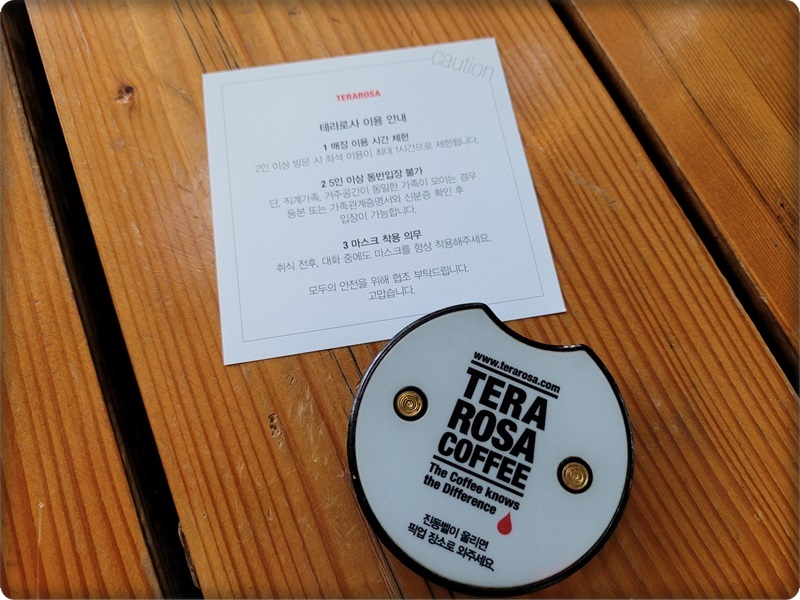 caution
TERAROSA
테라로사 이용 안내
1 매장 이용 시간 제한
2인 이상 방문 시 좌석 이용이 최대 1시간으로 제한됩니다.
2 5인 이상 동반입장 불가
단, 직계가족, 거주공간이 동일한 가족이 모이는 경우
등본 또는 가족관계증명서와 신분증 확인 후
입장이 가능합니다.
3 마스크 착용 의무
취식 전후, 대화 중에도 마스크를 항상 착용해주세요.
모두의 안전을 위해 협조 부탁드립니다.
고맙습니다.
www.terarosa.com
TERA
ROSA
COFFEE
The Coffee knows
the Difference
진동벨이 울리면
픽업 장소로 와주세요.